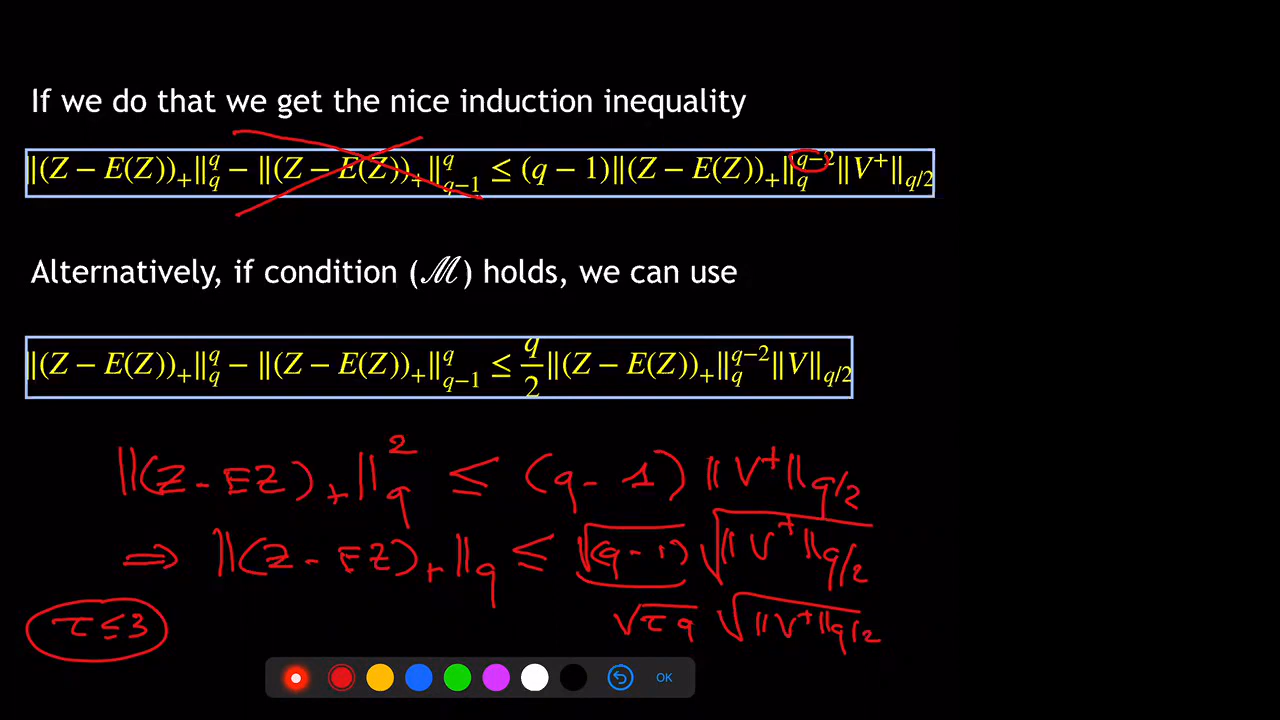 If we do that we get the nice induction inequality
‖(Z − E(Z))₊‖_q^q − ‖(Z − E(Z))₊‖_{q−1}^q ≤ (q − 1)‖(Z − E(Z))₊‖_q^{q−2}‖V⁺‖_{q/2}
Alternatively, if condition (ℳ) holds, we can use
‖(Z − E(Z))₊‖_q^q − ‖(Z − E(Z))₊‖_{q−1}^q ≤ q/2 ‖(Z − E(Z))₊‖_q^{q−2}‖V‖_{q/2}
‖(Z − EZ)₊‖_q^2 ≤ (q − 1) ‖V⁺‖_{q/2}
⇒ ‖(Z − EZ)₊‖_q ≤ √(q − 1) √‖V⁺‖_{q/2}
τ ≤ 3 √τq √‖V⁺‖_{q/2}
OK